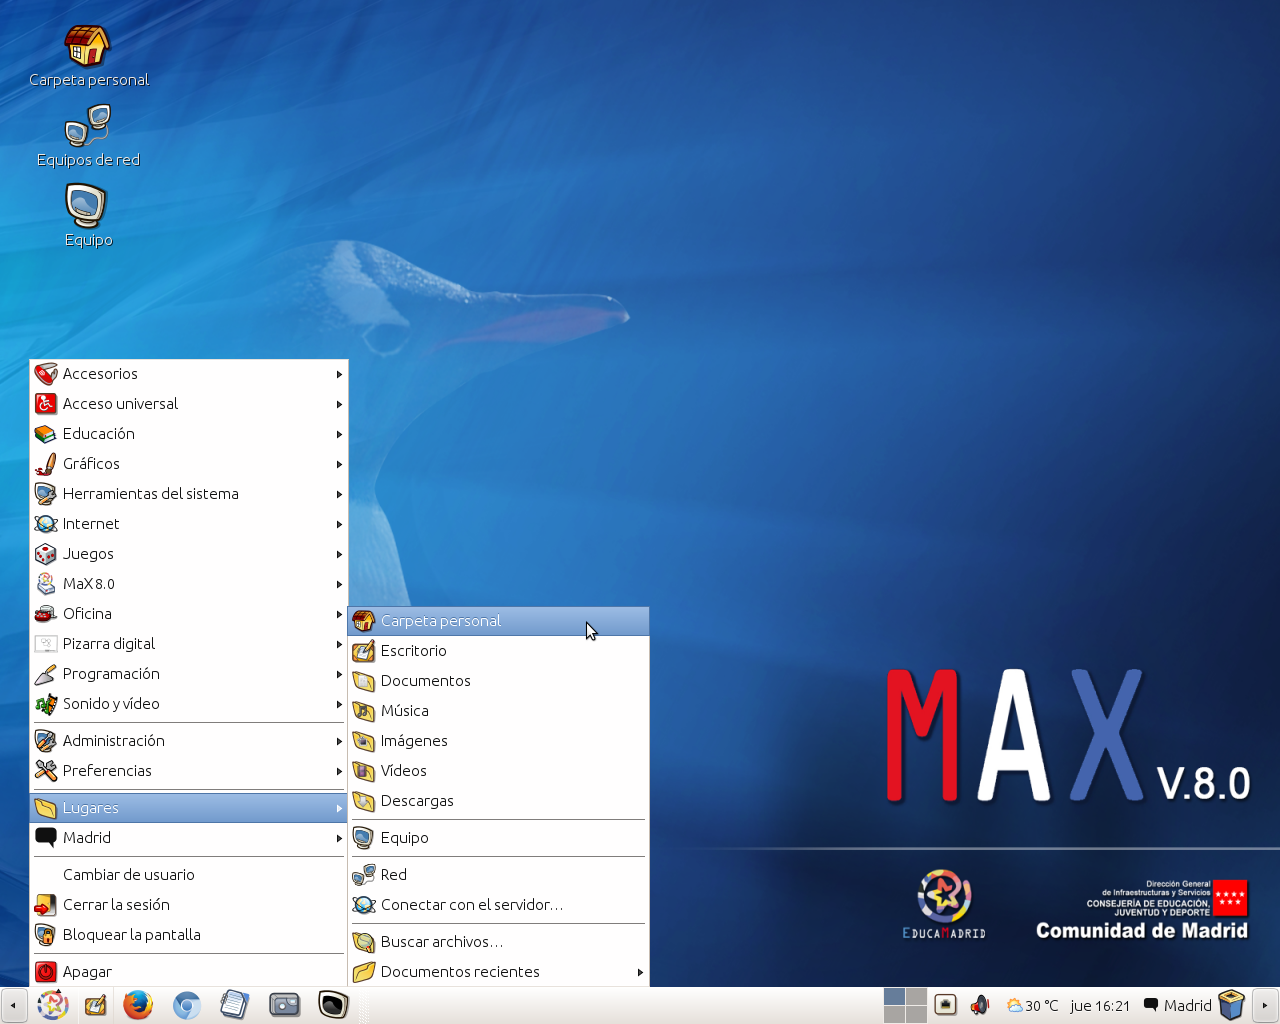 Carpeta personal
Equipos de red
Equipo
Accesorios
Acceso universal
Educación
Gráficos
Herramientas del sistema
Internet
Juegos
MaX 8.0
Oficina
Pizarra digital
Programación
Sonido y vídeo
Administración
Preferencias
Lugares
Madrid
Cambiar de usuario
Cerrar la sesión
Bloquear la pantalla
Apagar
Carpeta personal
Escritorio
Documentos
Música
Imágenes
Vídeos
Descargas
Equipo
Red
Conectar con el servidor...
Buscar archivos...
Documentos recientes
MAX V.8.0
EDUCAMADRID
Dirección General
de Infraestructuras y Servicios
CONSEJERÍA DE EDUCACIÓN,
JUVENTUD Y DEPORTE
Comunidad de Madrid
30 °C
jue 16:21
Madrid